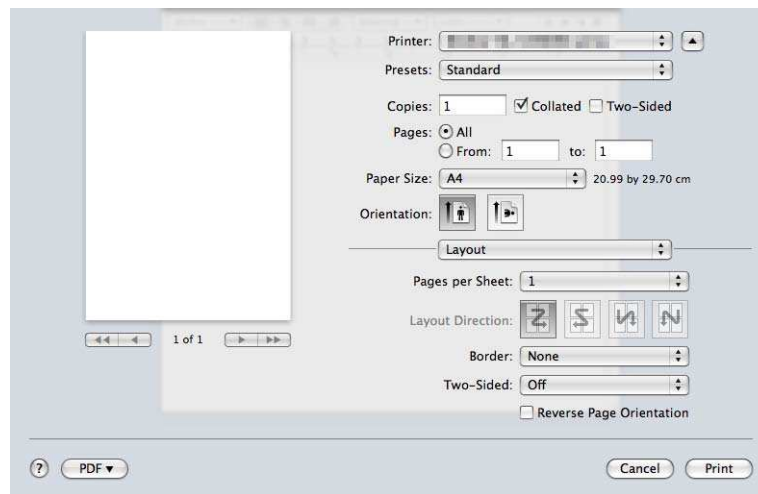 Printer:
Presets: Standard
Copies: 1 Collated Two-Sided
Pages: All
From: 1 to: 1
Paper Size: A4 20.99 by 29.70 cm
Orientation:
Layout
Pages per Sheet: 1
Layout Direction:
1 of 1
Border: None
Two-Sided: Off
Reverse Page Orientation
? PDF Cancel Print